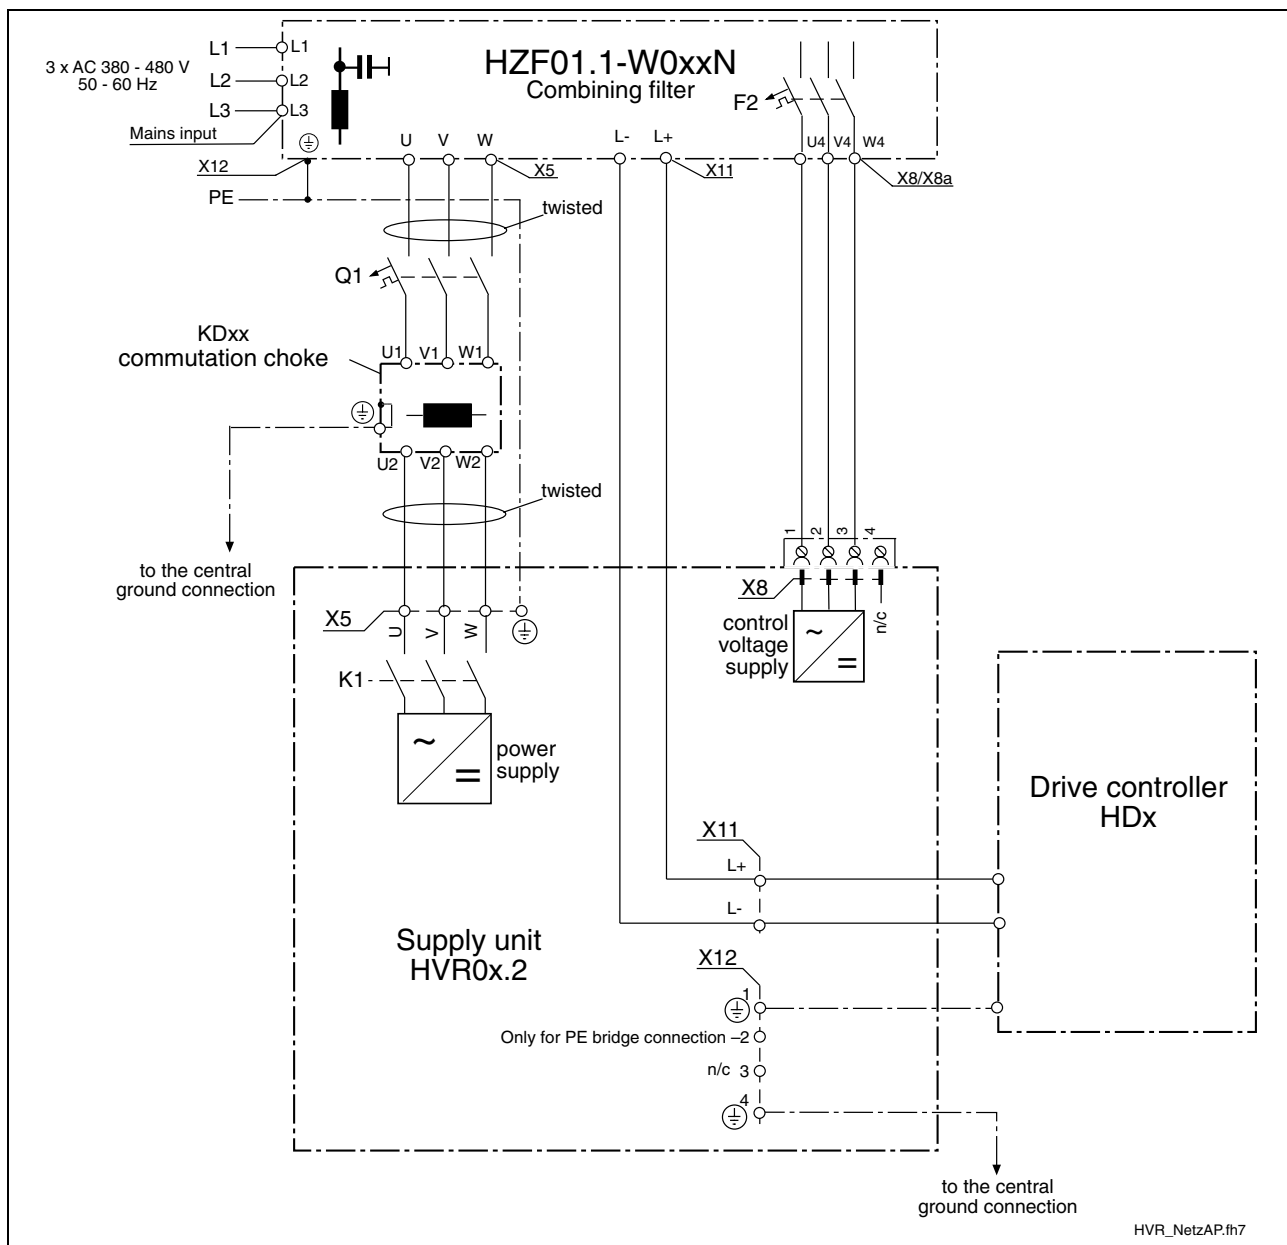 L1 L1
3 x AC 380 - 480 V
50 - 60 Hz
L2 L2
L3 L3
Mains input
HZF01.1-W0xxN
Combining filter
F2
U V W
L- L+
U4 V4 W4
X12
X5
X11
X8/X8a
PE
twisted
Q1
KDxx
commutation choke
U1 V1 W1
U2 V2 W2
twisted
to the central
ground connection
1 2 3 4
X8
n/c
X5
U V W
control
voltage
supply
~
=
K1
~
=
power
supply
Drive controller
HDx
X11
L+
L-
Supply unit
HVR0x.2
X12
1
Only for PE bridge connection –2
n/c 3
4
to the central
ground connection
HVR_NetzAP.fh7